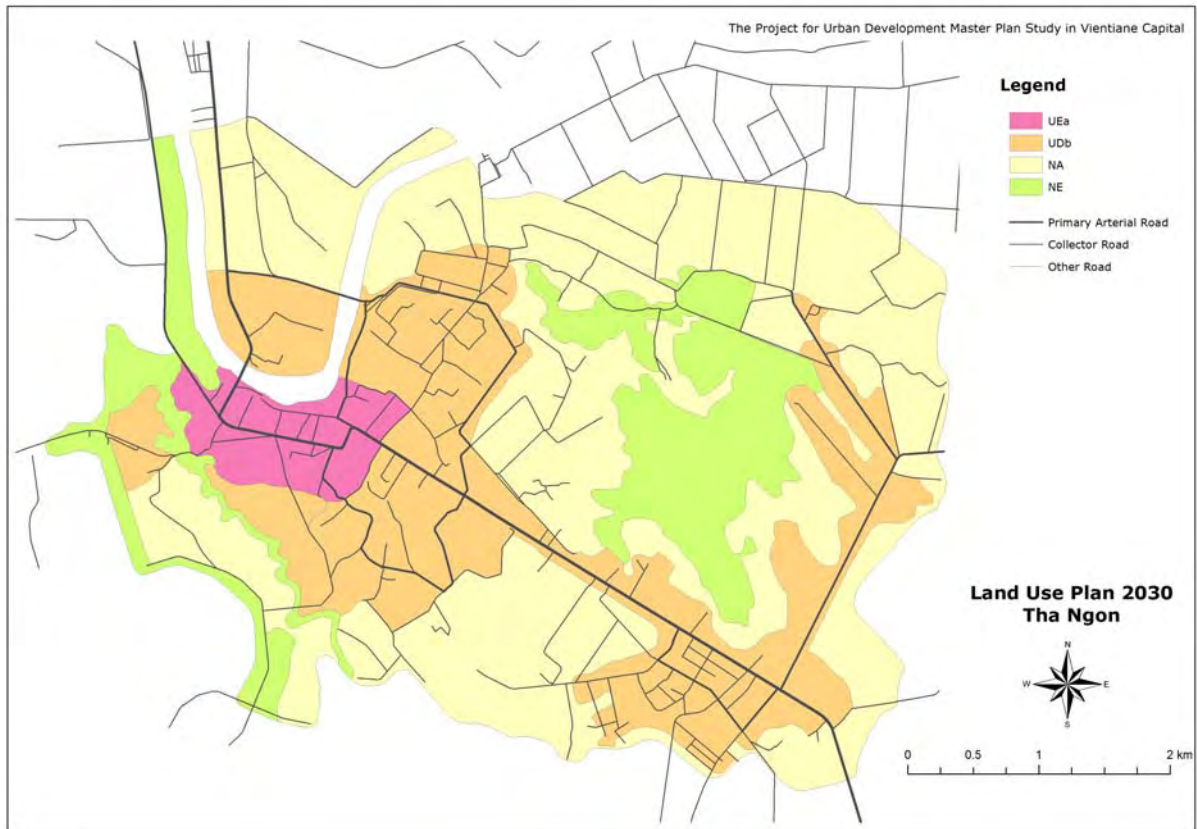 The Project for Urban Development Master Plan Study in Vientiane Capital
Legend
UEa
UDb
NA
NE
Primary Arterial Road
Collector Road
Other Road
Land Use Plan 2030
Tha Ngon
N
W E
S
0 0.5 1 2 km